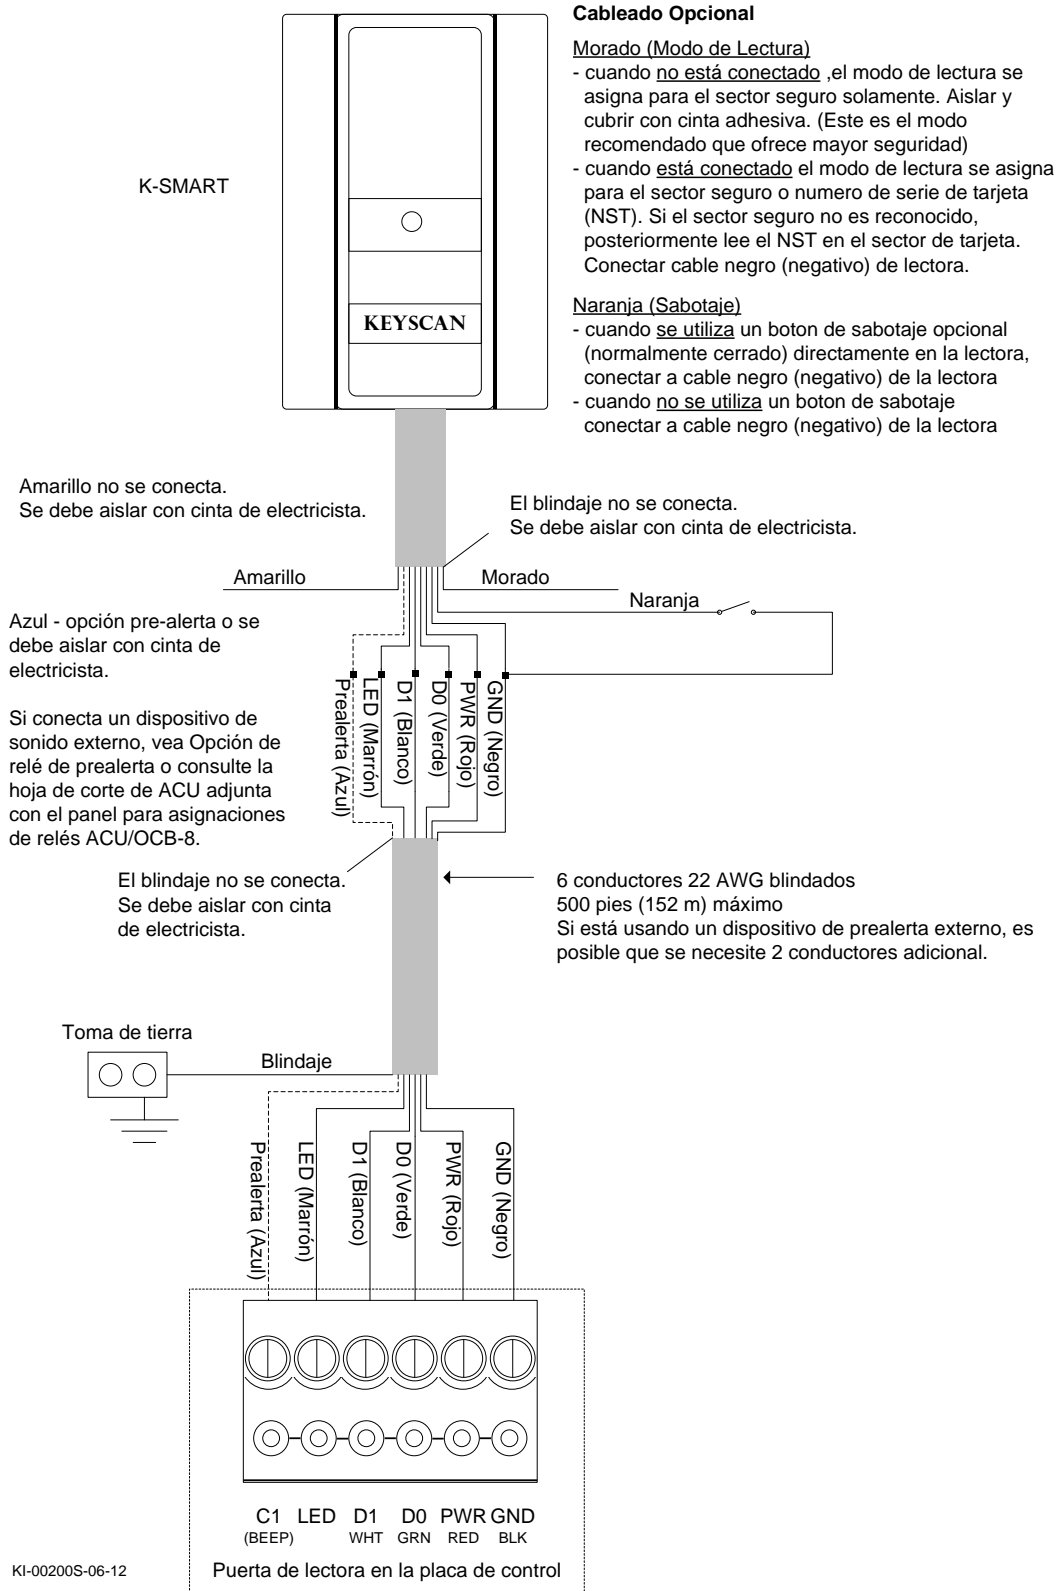 Cableado Opcional
Morado (Modo de Lectura)
- cuando no está conectado ,el modo de lectura se
asigna para el sector seguro solamente. Aislar y
cubrir con cinta adhesiva. (Este es el modo
recomendado que ofrece mayor seguridad)
- cuando está conectado el modo de lectura se asigna
para el sector seguro o numero de serie de tarjeta
(NST). Si el sector seguro no es reconocido,
posteriormente lee el NST en el sector de tarjeta.
Conectar cable negro (negativo) de lectora.
Naranja (Sabotaje)
- cuando se utiliza un boton de sabotaje opcional
(normalmente cerrado) directamente en la lectora,
conectar a cable negro (negativo) de la lectora
- cuando no se utiliza un boton de sabotaje
conectar a cable negro (negativo) de la lectora
K-SMART
KEYSCAN
Amarillo no se conecta.
Se debe aislar con cinta de electricista.
El blindaje no se conecta.
Se debe aislar con cinta de electricista.
Amarillo
Morado
Naranja
Azul - opción pre-alerta o se
debe aislar con cinta de
electricista.
Si conecta un dispositivo de
sonido externo, vea Opción de
relé de prealerta o consulte la
hoja de corte de ACU adjunta
con el panel para asignaciones
de relés ACU/OCB-8.
Prealerta (Azul)
LED (Marrón)
D1 (Blanco)
D0 (Verde)
PWR (Rojo)
GND (Negro)
El blindaje no se conecta.
Se debe aislar con cinta
de electricista.
6 conductores 22 AWG blindados
500 pies (152 m) máximo
Si está usando un dispositivo de prealerta externo, es
posible que se necesite 2 conductores adicional.
Toma de tierra
Blindaje
Prealerta (Azul)
LED (Marrón)
D1 (Blanco)
D0 (Verde)
PWR (Rojo)
GND (Negro)
C1 LED D1 D0 PWR GND
(BEEP) WHT GRN RED BLK
Puerta de lectora en la placa de control
KI-00200S-06-12